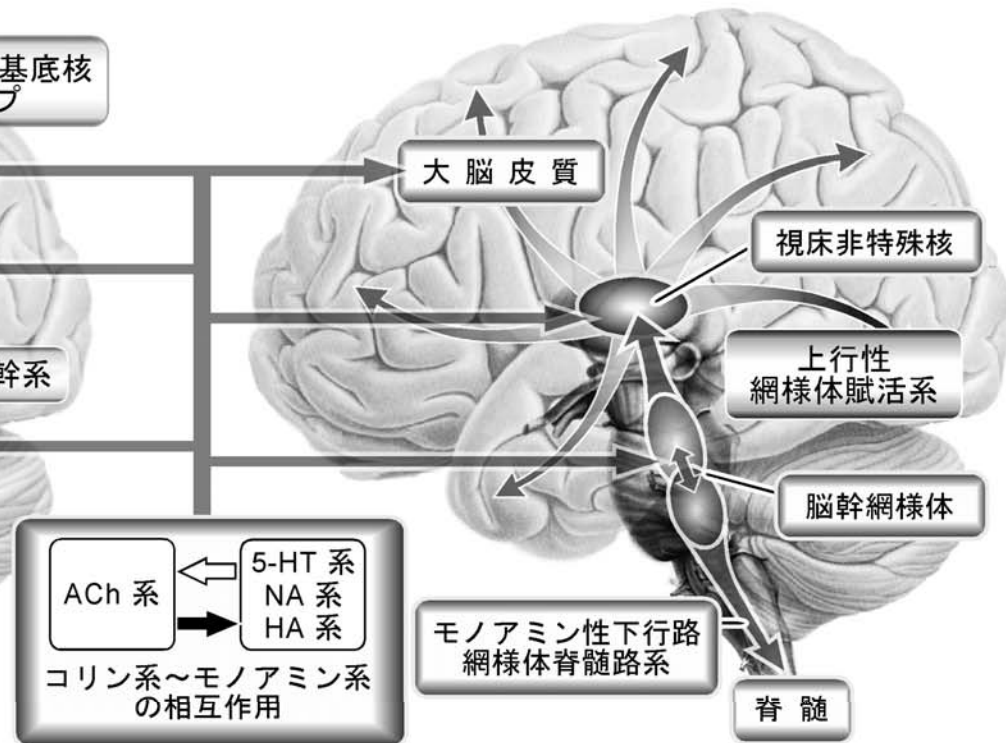 基底核
プ
大脳皮質
視床非特殊核
幹系
上行性
網様体賦活系
脳幹網様体
ACh 系
5-HT 系
NA 系
HA 系
コリン系~モノアミン系
の相互作用
モノアミン性下行路
網様体脊髄路系
脊髄